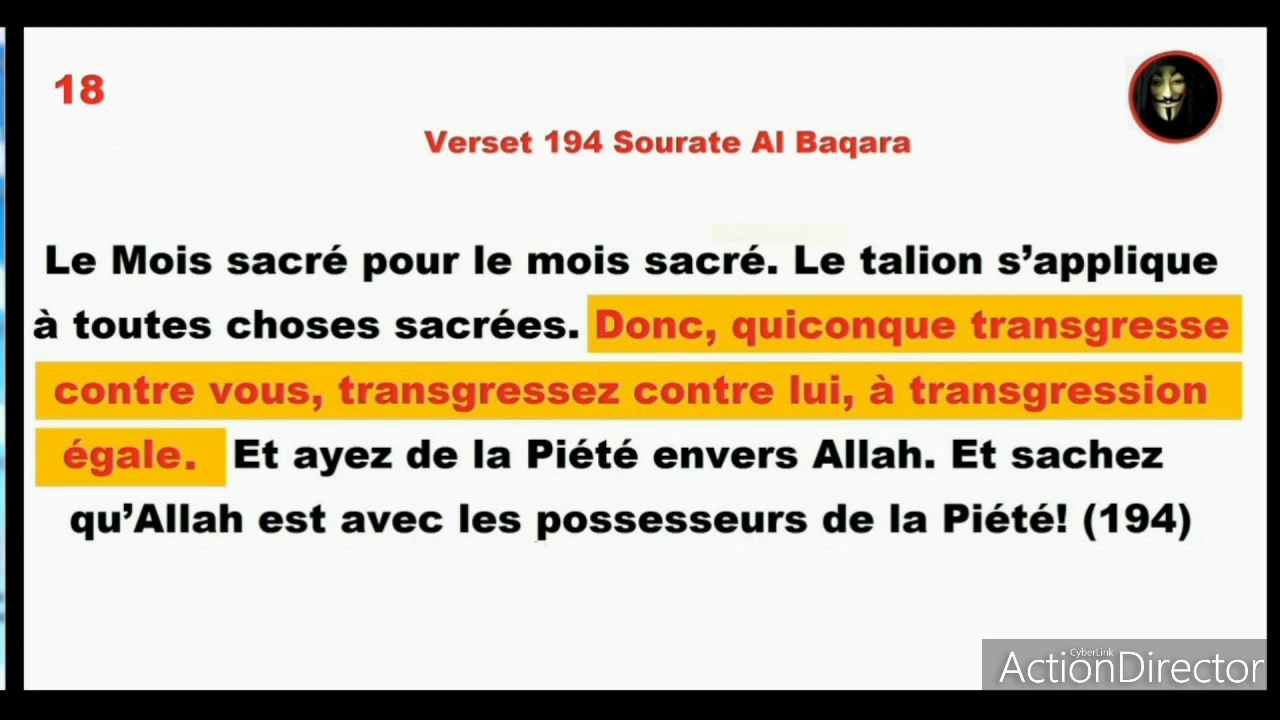 18
Verset 194 Sourate Al Baqara
Le Mois sacré pour le mois sacré. Le talion s’applique
à toutes choses sacrées. Donc, quiconque transgresse
contre vous, transgressez contre lui, à transgression
égale. Et ayez de la Piété envers Allah. Et sachez
qu’Allah est avec les possesseurs de la Piété! (194)
CyberLink
ActionDirector